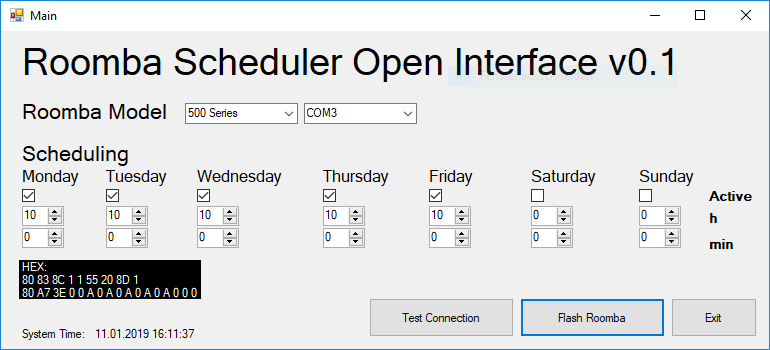 Main
Roomba Scheduler Open Interface v0.1
Roomba Model 500 Series COM3
Scheduling
Monday Tuesday Wednesday Thursday Friday Saturday Sunday
Active
10 10 10 10 10 0 0 h
0 0 0 0 0 0 0 min
HEX:
80 83 8C 1 1 55 20 8D 1
80 A7 3E 0 0 A 0 A 0 A 0 A 0 A 0 0 0
Test Connection Flash Roomba Exit
System Time: 11.01.2019 16:11:37